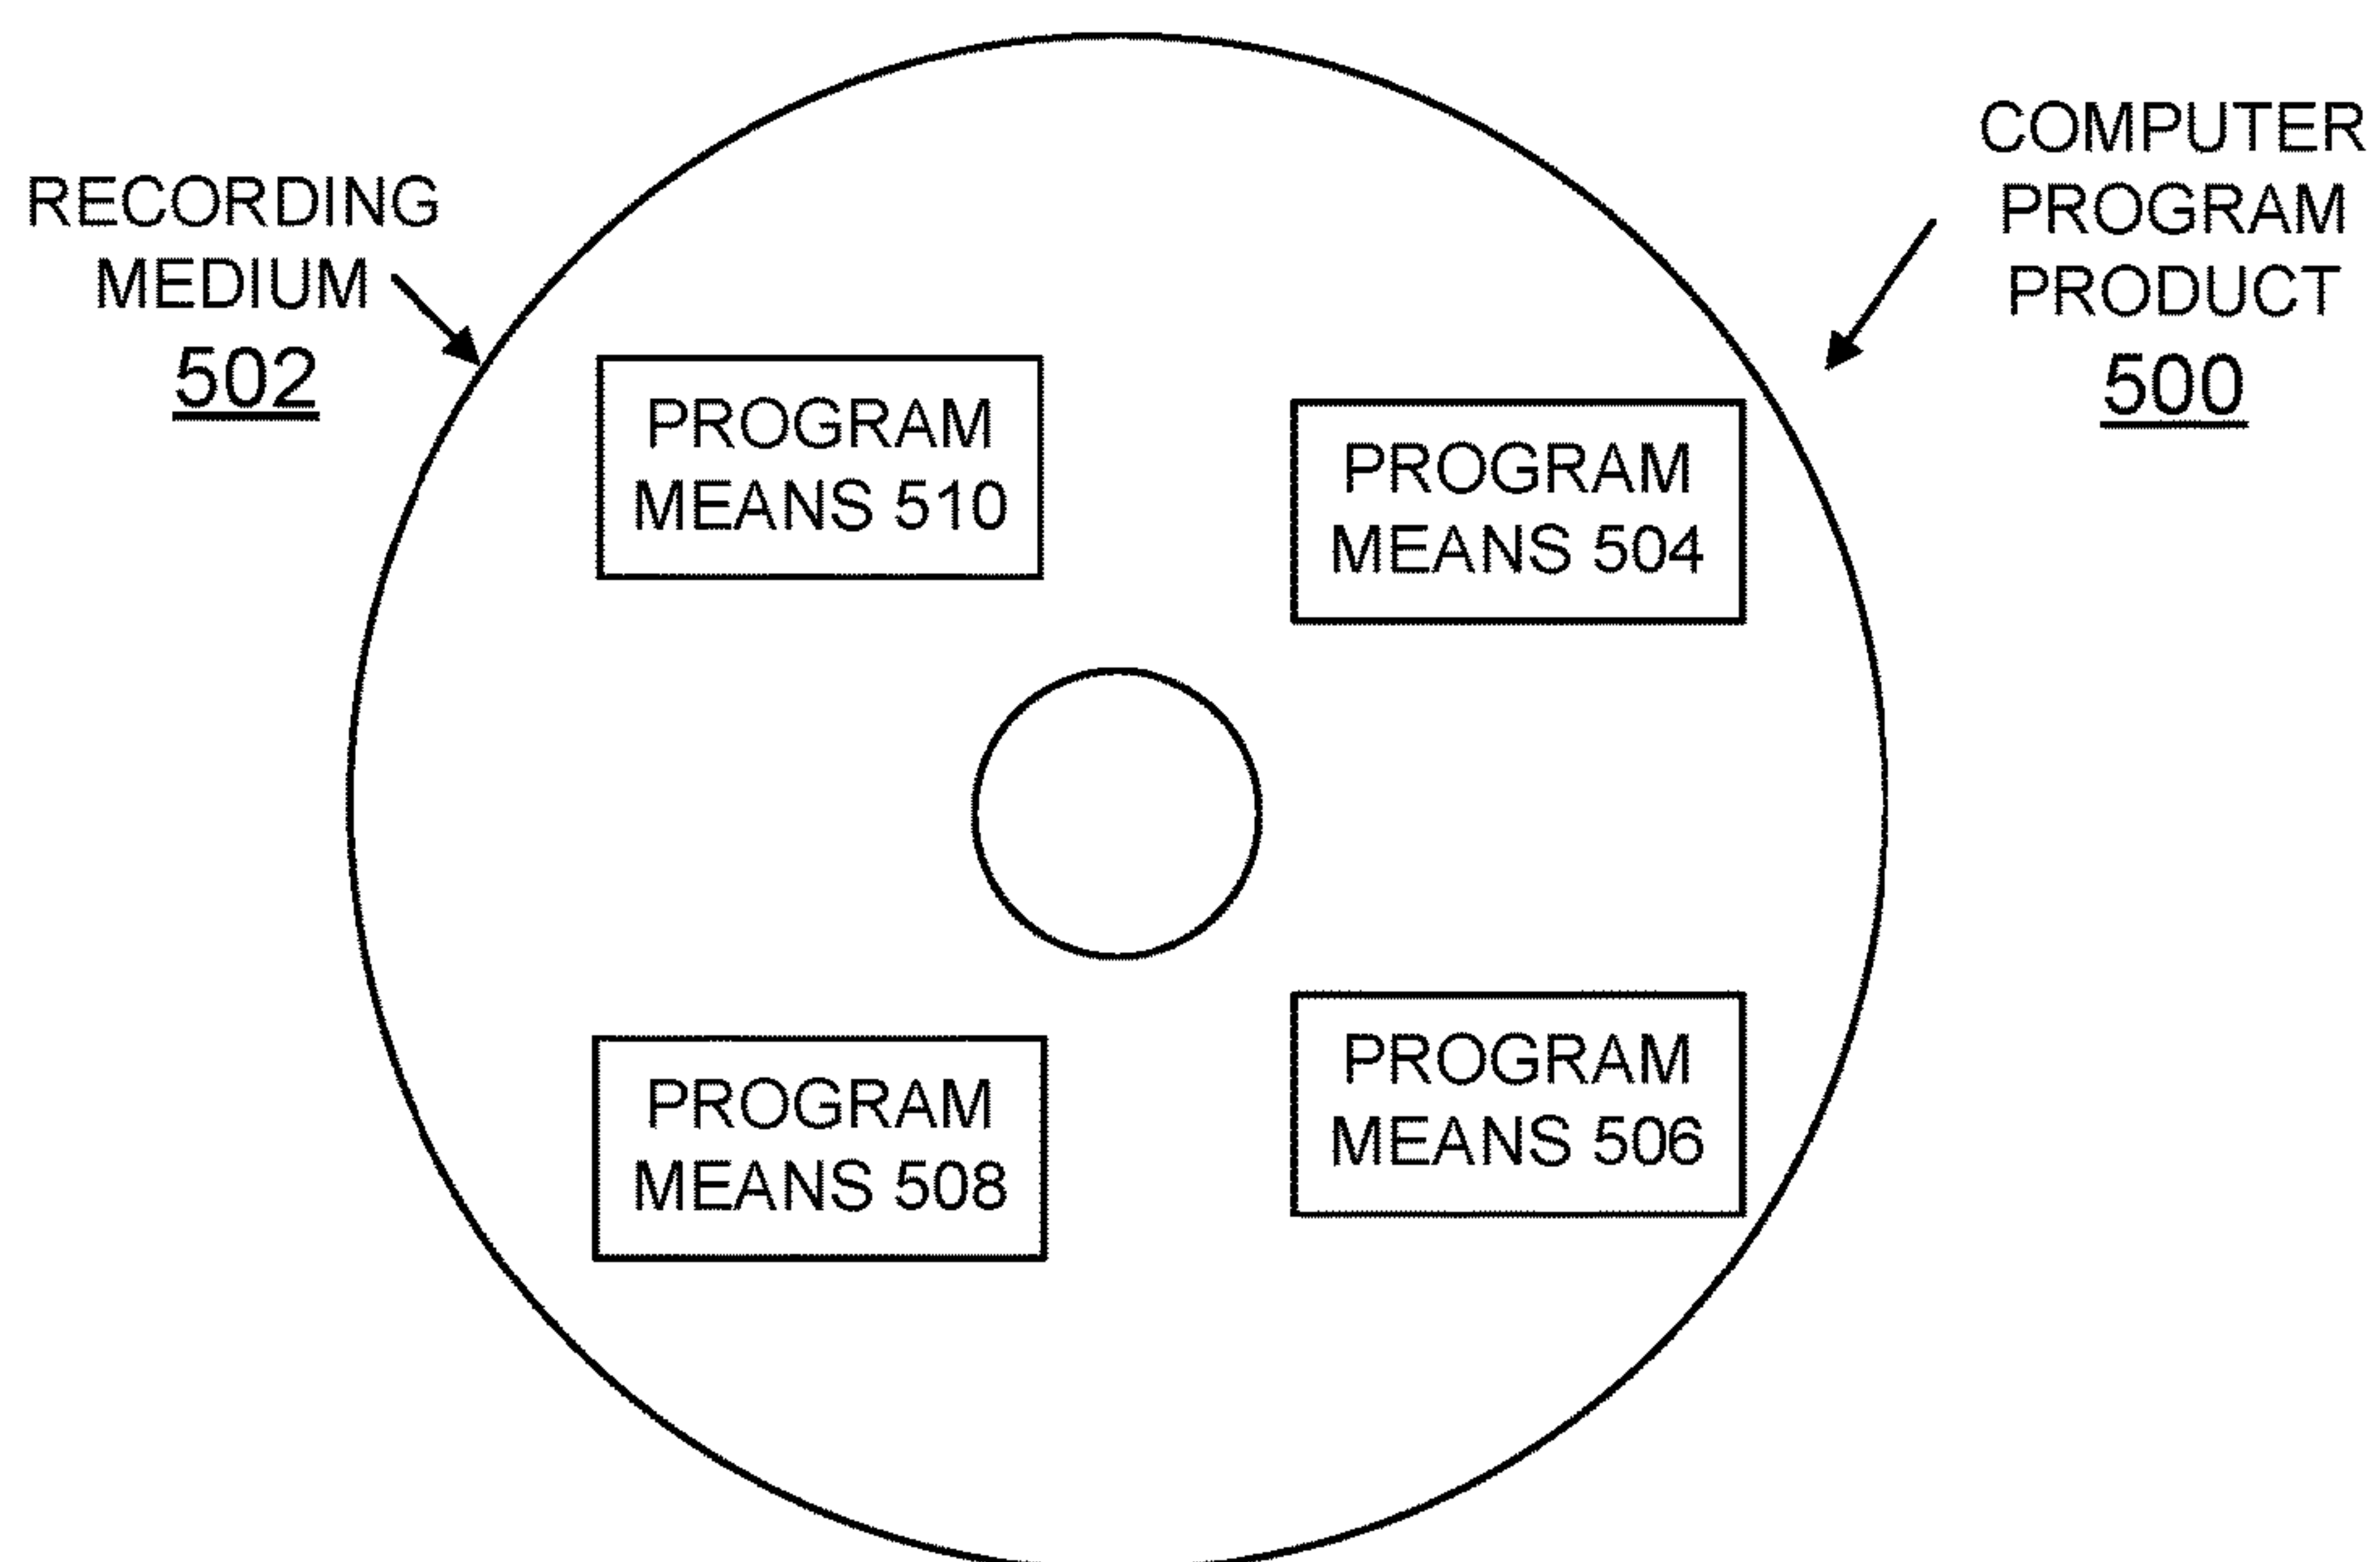 RECORDING
MEDIUM
502
COMPUTER
PROGRAM
PRODUCT
500
PROGRAM
MEANS 510
PROGRAM
MEANS 504
PROGRAM
MEANS 508
PROGRAM
MEANS 506